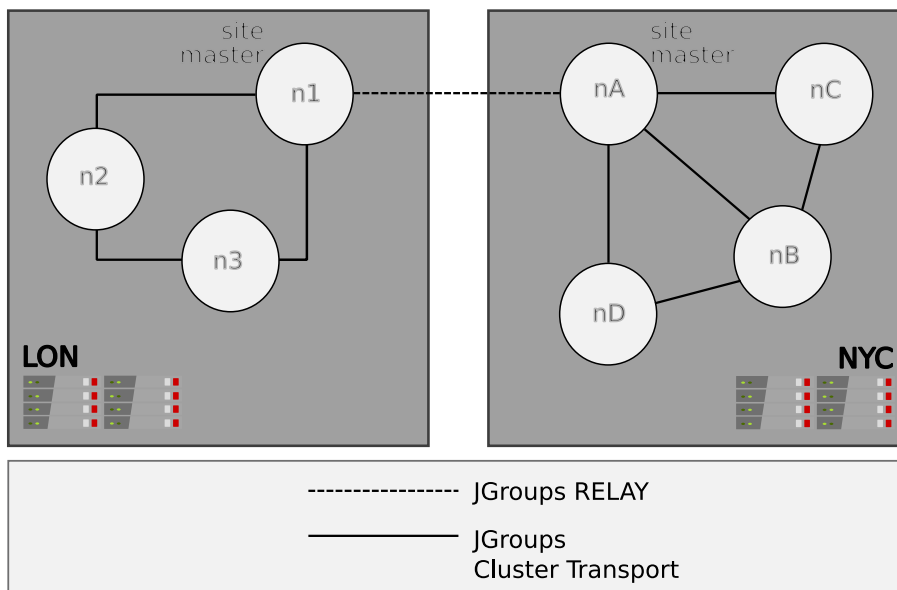 site
master
n1
n2
n3
LON
site
master
nA
nC
nB
nD
NYC
JGroups RELAY
JGroups
Cluster Transport